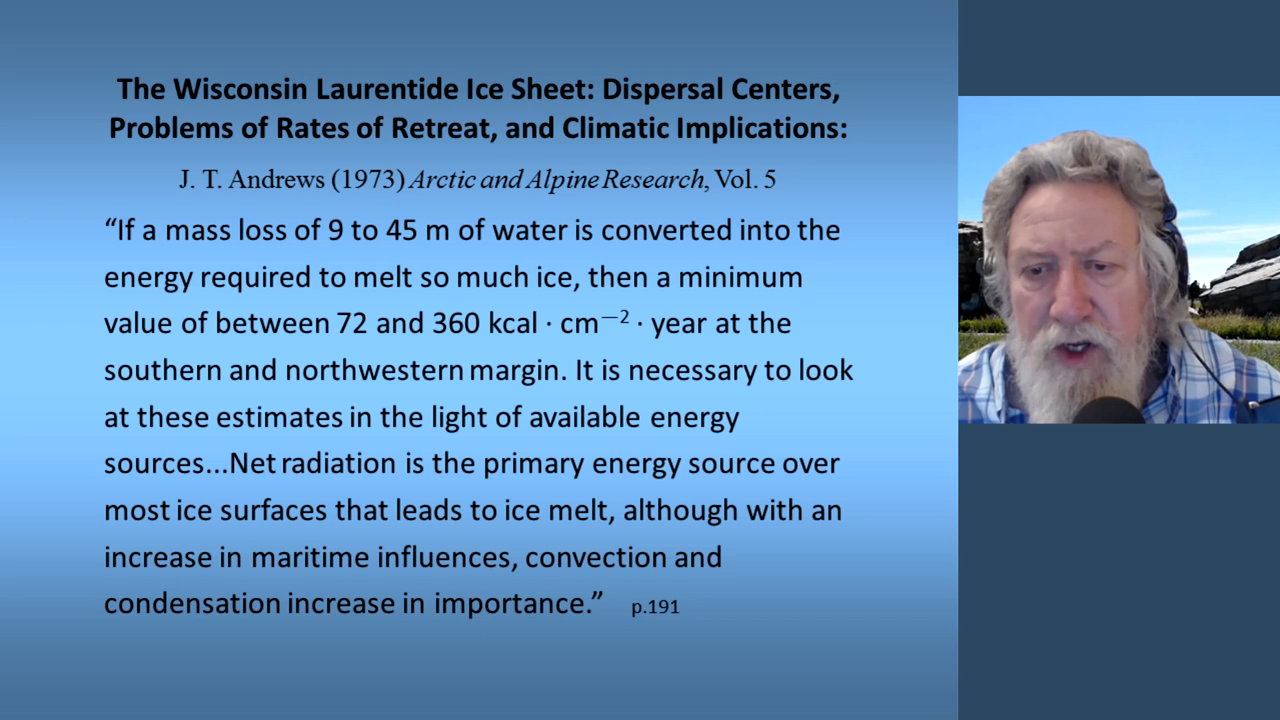 The Wisconsin Laurentide Ice Sheet: Dispersal Centers,
Problems of Rates of Retreat, and Climatic Implications:
J. T. Andrews (1973) Arctic and Alpine Research, Vol. 5
“If a mass loss of 9 to 45 m of water is converted into the
energy required to melt so much ice, then a minimum
value of between 72 and 360 kcal · cm⁻² · year at the
southern and northwestern margin. It is necessary to look
at these estimates in the light of available energy
sources...Net radiation is the primary energy source over
most ice surfaces that leads to ice melt, although with an
increase in maritime influences, convection and
condensation increase in importance.” p.191